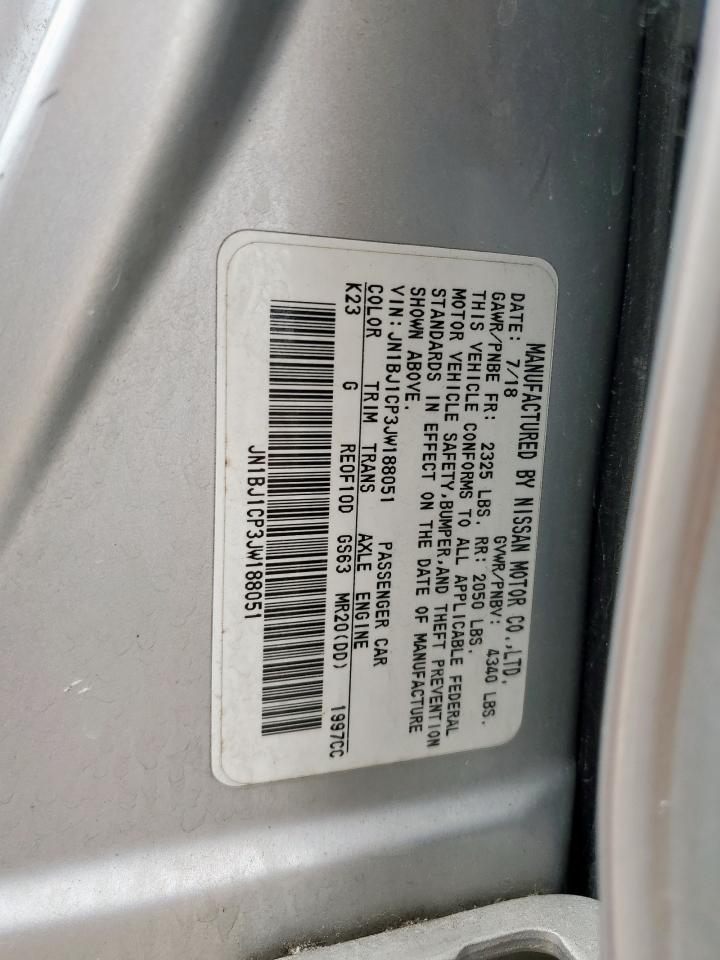 MANUFACTURED BY NISSAN MOTOR CO.,LTD.
DATE: 7/18 GVWR/PNBV: 4340 LBS.
GAWR/PNBE FR: 2325 LBS. RR: 2050 LBS.
THIS VEHICLE CONFORMS TO ALL APPLICABLE FEDERAL
MOTOR VEHICLE SAFETY,BUMPER,AND THEFT PREVENTION
STANDARDS IN EFFECT ON THE DATE OF MANUFACTURE
SHOWN ABOVE.
VIN:JN1BJ1CP3JW188051 PASSENGER CAR
COLOR TRIM TRANS AXLE ENGINE
K23 G RE0F10D GS63 MR20(DD) 1997CC
JN1BJ1CP3JW188051